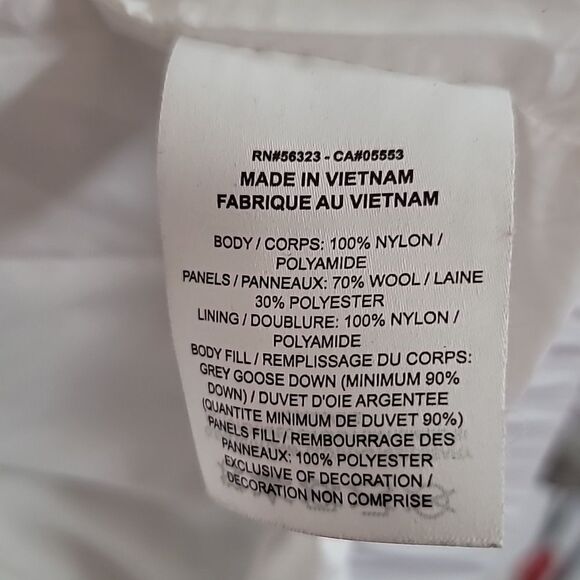 RN#56323 - CA#05553
MADE IN VIETNAM
FABRIQUE AU VIETNAM
BODY / CORPS: 100% NYLON /
POLYAMIDE
PANELS / PANNEAUX: 70% WOOL / LAINE
30% POLYESTER
LINING / DOUBLURE: 100% NYLON /
POLYAMIDE
BODY FILL / REMPLISSAGE DU CORPS:
GREY GOOSE DOWN (MINIMUM 90%
DOWN) / DUVET D'OIE ARGENTEE
(QUANTITE MINIMUM DE DUVET 90%)
PANELS FILL / REMBOURRAGE DES
PANNEAUX: 100% POLYESTER
EXCLUSIVE OF DECORATION /
DECORATION NON COMPRISE